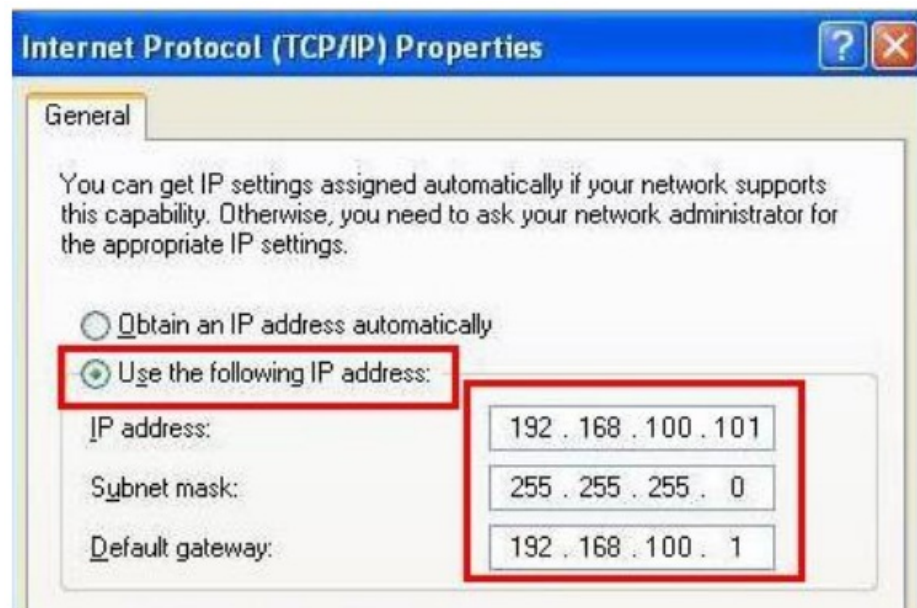 Internet Protocol (TCP/IP) Properties ? X
General
You can get IP settings assigned automatically if your network supports
this capability. Otherwise, you need to ask your network administrator for
the appropriate IP settings.
Obtain an IP address automatically
Use the following IP address:
IP address: 192 . 168 . 100 . 101
Subnet mask: 255 . 255 . 255 . 0
Default gateway: 192 . 168 . 100 . 1